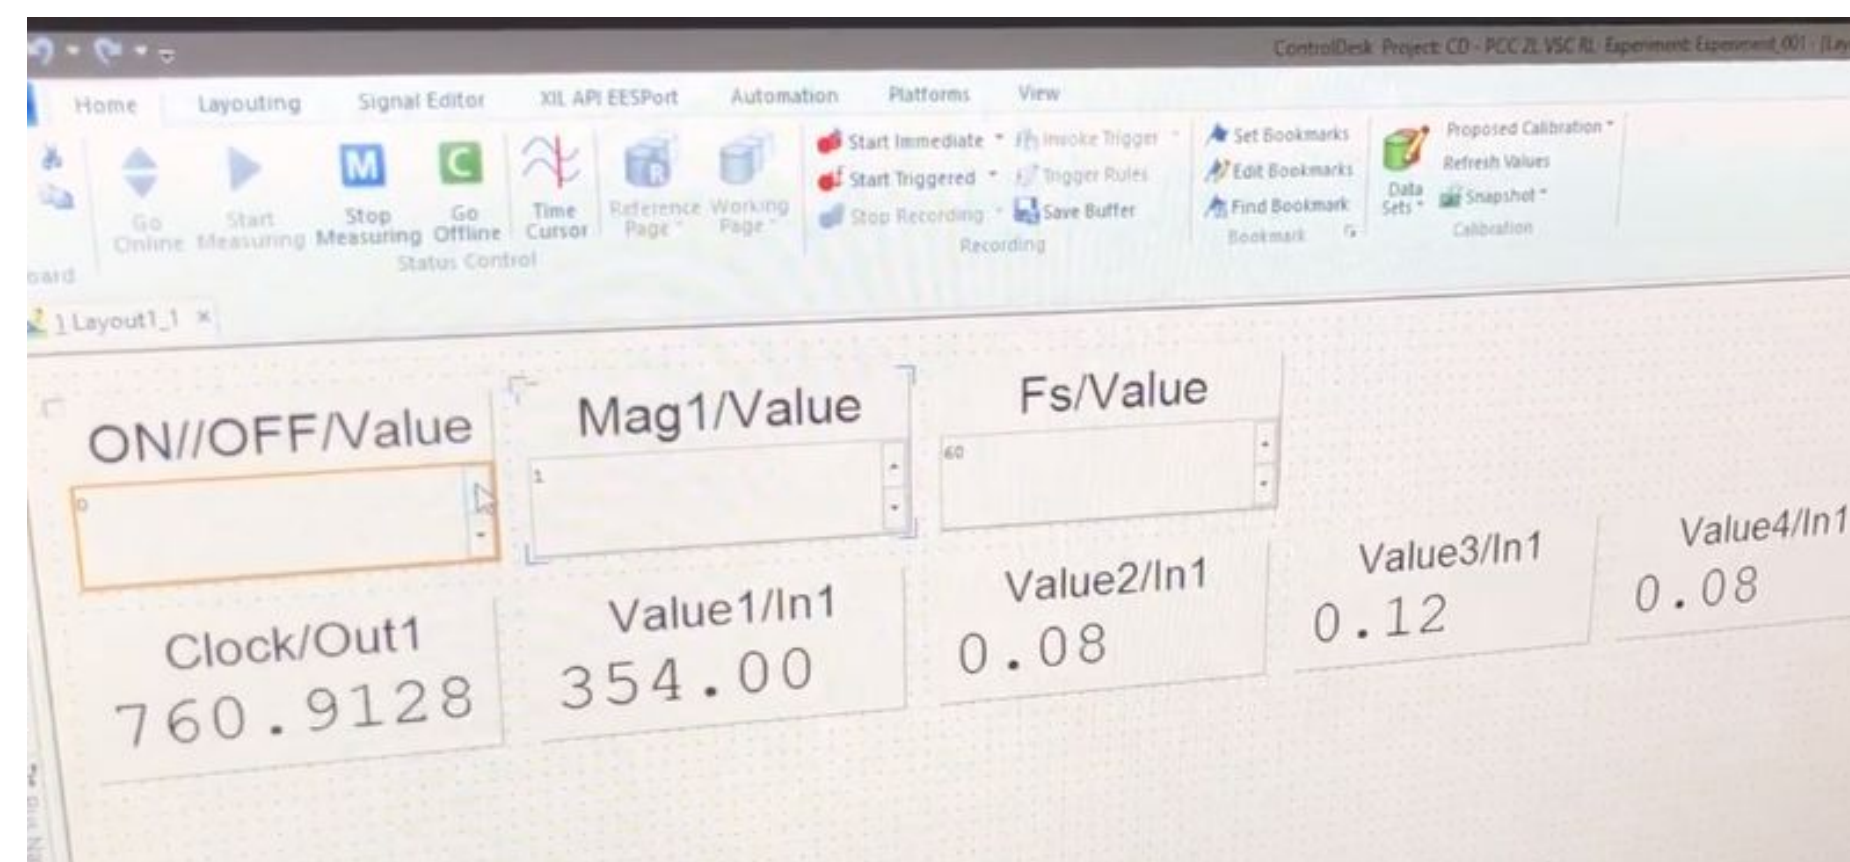 ControlDesk Project: CD - PCC 2L VSC RL Experiment: Experiment_001 - [Lay
Home Layouting Signal Editor XIL API EESPort Automation Platforms View
Go Online
Start Measuring
Stop Measuring
Go Offline
Status Control
Time Cursor
Reference Page
Working Page
Start Immediate
Start Triggered
Stop Recording
Invoke Trigger
Trigger Rules
Save Buffer
Recording
Set Bookmarks
Edit Bookmarks
Find Bookmark
Bookmark
Data Sets
Proposed Calibration
Refresh Values
Snapshot
Calibration
oard
1 Layout1_1 ×
ON//OFF/Value
0
Mag1/Value
1
Fs/Value
60
Clock/Out1
760.9128
Value1/In1
354.00
Value2/In1
0.08
Value3/In1
0.12
Value4/In1
0.08